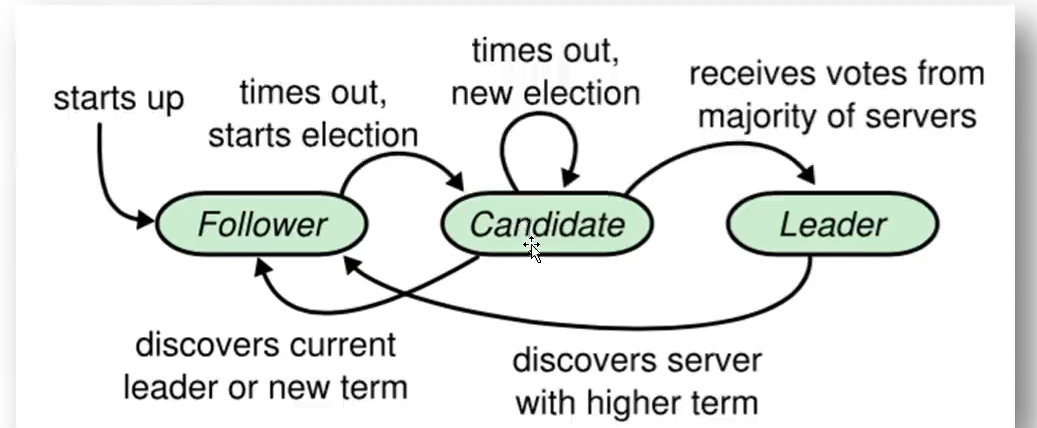 starts up
times out,
starts election
times out,
new election
receives votes from
majority of servers
Follower
Candidate
Leader
discovers current
leader or new term
discovers server
with higher term